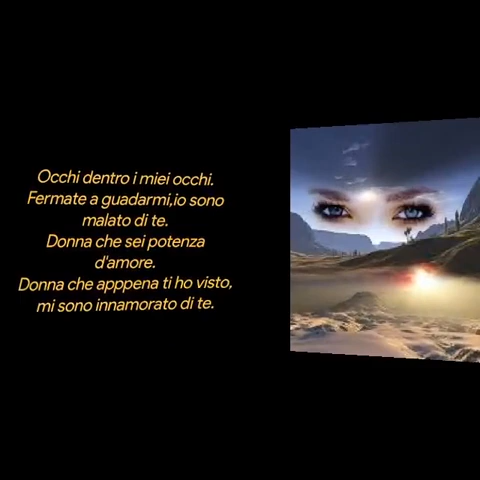 Occhi dentro i miei occhi.
Fermate a guadarmi,io sono
malato di te.
Donna che sei potenza
d'amore.
Donna che apppena ti ho visto,
mi sono innamorato di te.